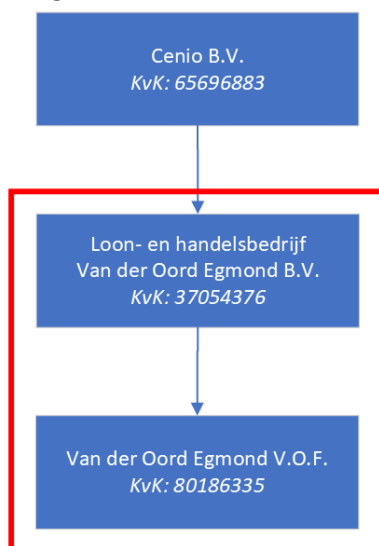 Cenio B.V.
KvK: 65696883
Loon- en handelsbedrijf
Van der Oord Egmond B.V.
KvK: 37054376
Van der Oord Egmond V.O.F.
KvK: 80186335